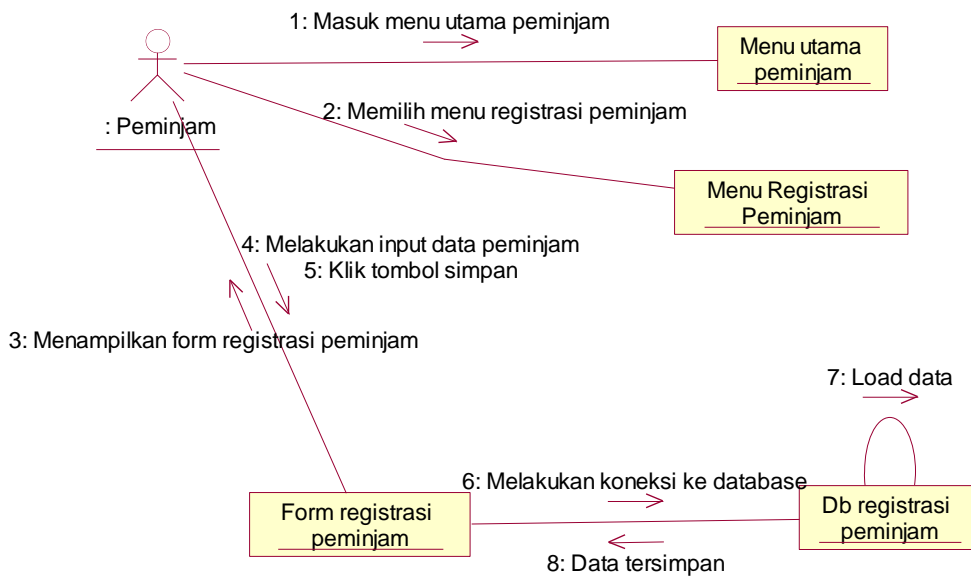 1: Masuk menu utama peminjam
Menu utama
peminjam
: Peminjam
2: Memilih menu registrasi peminjam
Menu Registrasi
Peminjam
4: Melakukan input data peminjam
5: Klik tombol simpan
3: Menampilkan form registrasi peminjam
7: Load data
6: Melakukan koneksi ke database
Form registrasi
peminjam
Db registrasi
peminjam
8: Data tersimpan